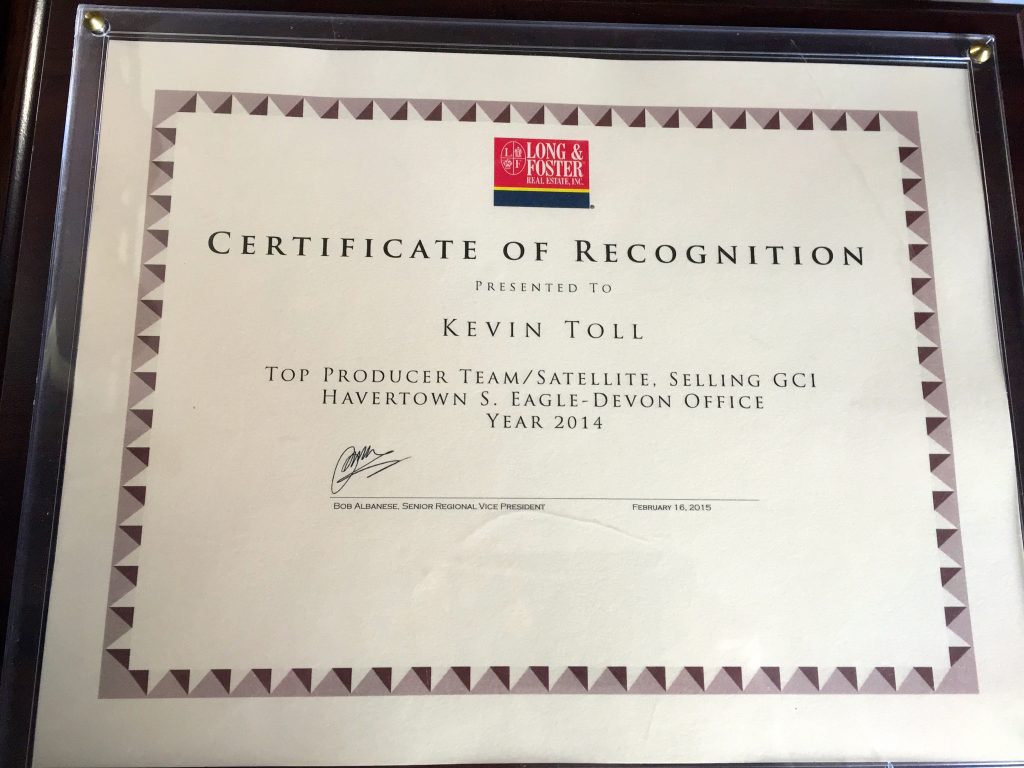 L F
LONG &
FOSTER
REAL ESTATE, INC.
CERTIFICATE OF RECOGNITION
PRESENTED TO
KEVIN TOLL
TOP PRODUCER TEAM/SATELLITE, SELLING GCI
HAVERTOWN S. EAGLE-DEVON OFFICE
YEAR 2014
BOB ALBANESE, SENIOR REGIONAL VICE PRESIDENT FEBRUARY 16, 2015